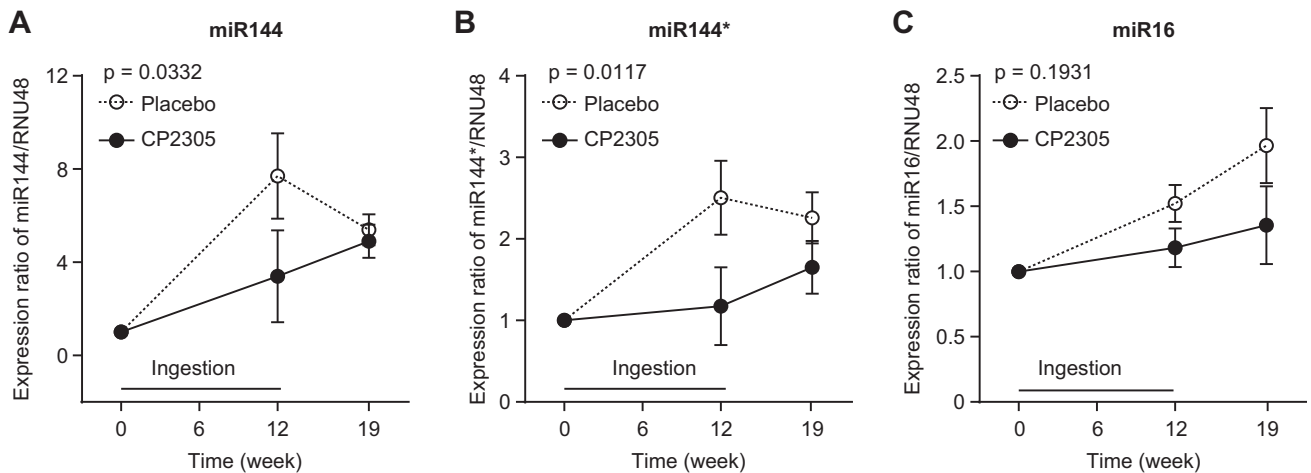 A
miR144
Expression ratio of miR144/RNU48
12
8
4
0
p = 0.0332
Placebo
CP2305
Ingestion
0 6 12 19
Time (week)
B
miR144*
Expression ratio of miR144*/RNU48
4
3
2
1
0
p = 0.0117
Placebo
CP2305
Ingestion
0 6 12 19
Time (week)
C
miR16
Expression ratio of miR16/RNU48
2.5
2.0
1.5
1.0
0.5
0
p = 0.1931
Placebo
CP2305
Ingestion
0 6 12 19
Time (week)